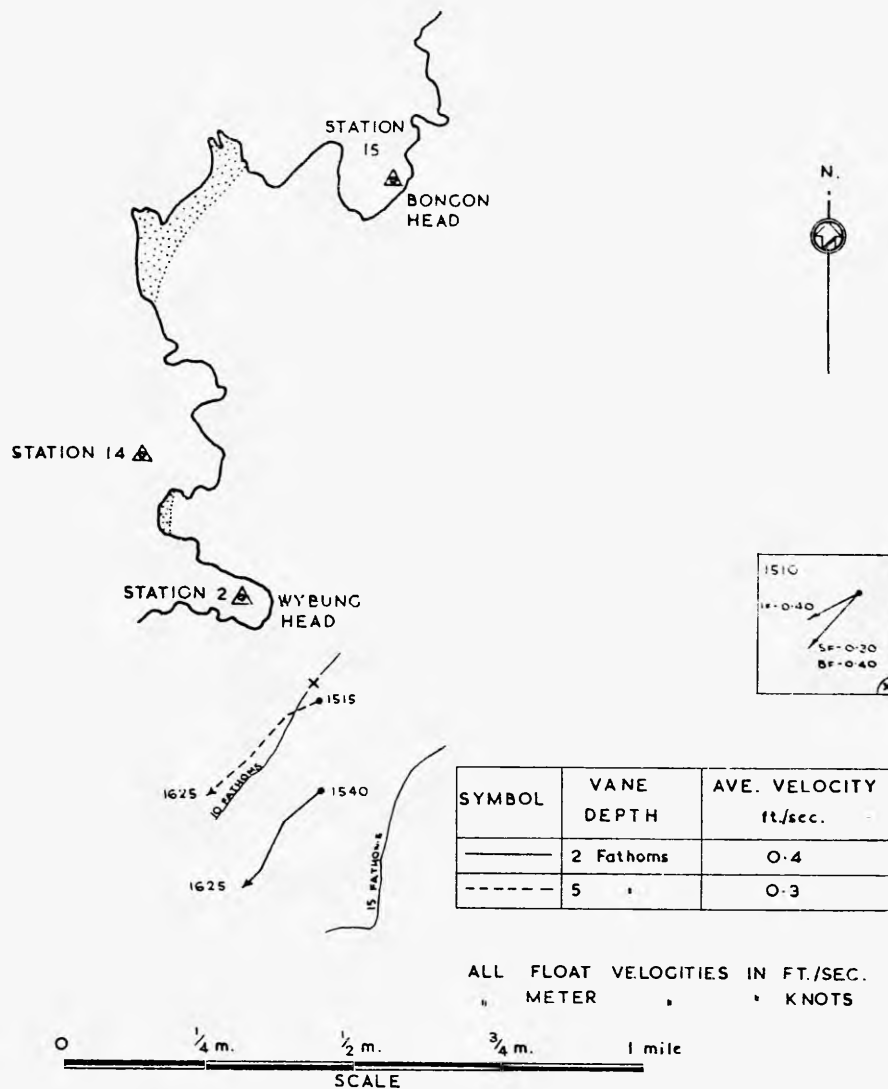 STATION
15
BONGON
HEAD
N.
STATION 14
STATION 2
WYBUNG
HEAD
1510
1F-0·40
SF-0·20
BF-0·40
X
X
1515
1625
10 FATHOMS
1540
1625
15 FATHOMS
SYMBOL VANE DEPTH AVE. VELOCITY ft./sec.
2 Fathoms 0·4
5 " 0·3
ALL FLOAT VELOCITIES IN FT./SEC.
" METER " " KNOTS
0 1/4 m. 1/2 m. 3/4 m. 1 mile
SCALE